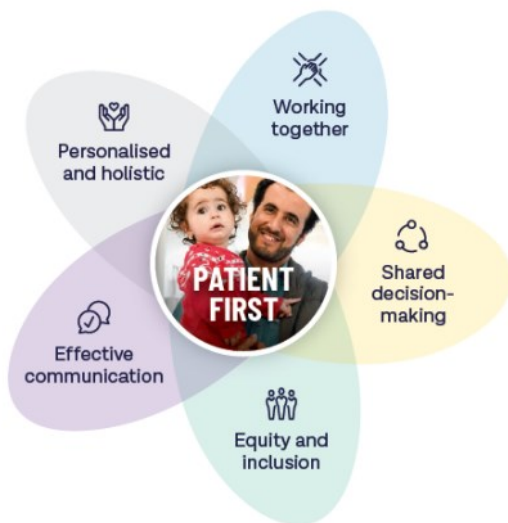 Working
together
Personalised
and holistic
PATIENT
FIRST
Shared
decision-
making
Effective
communication
Equity and
inclusion